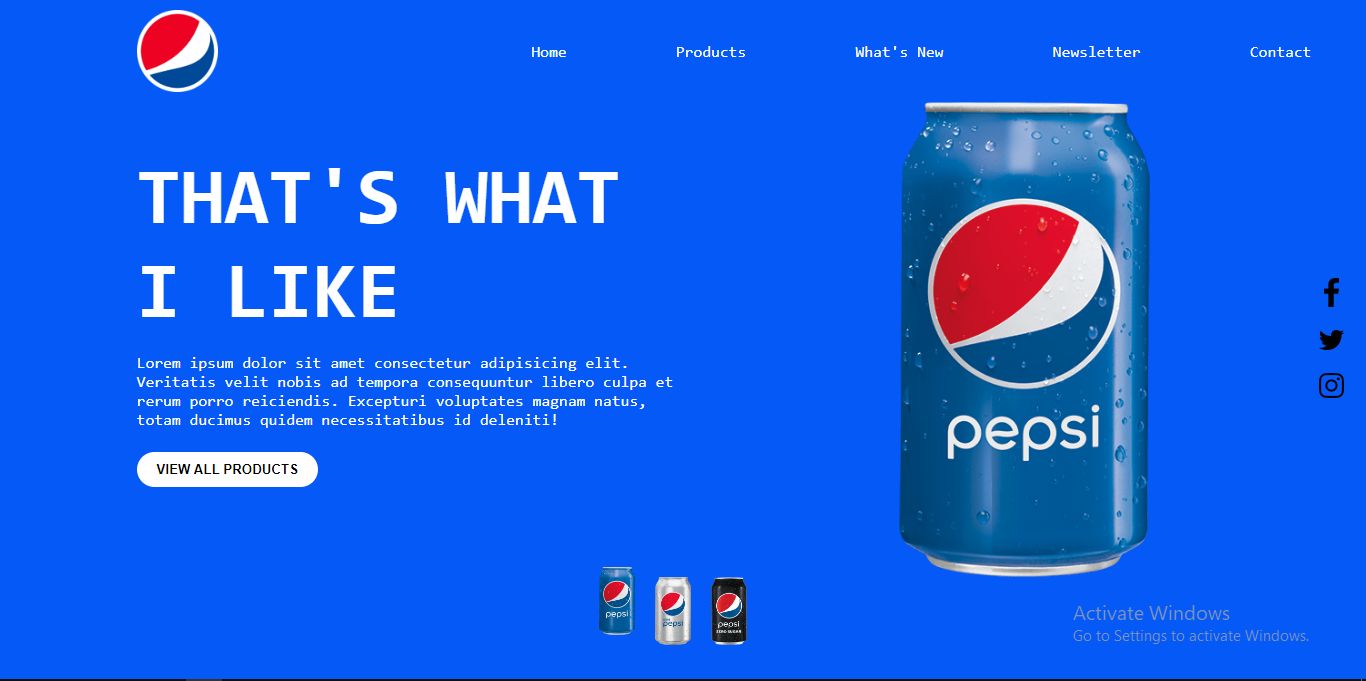 Home Products What's New Newsletter Contact
THAT'S WHAT
I LIKE
Lorem ipsum dolor sit amet consectetur adipisicing elit.
Veritatis velit nobis ad tempora consequuntur libero culpa et
rerum porro reiciendis. Excepturi voluptates magnam natus,
totam ducimus quidem necessitatibus id deleniti!
VIEW ALL PRODUCTS
pepsi
pepsi
pepsi
pepsi
ZERO SUGAR
Activate Windows
Go to Settings to activate Windows.